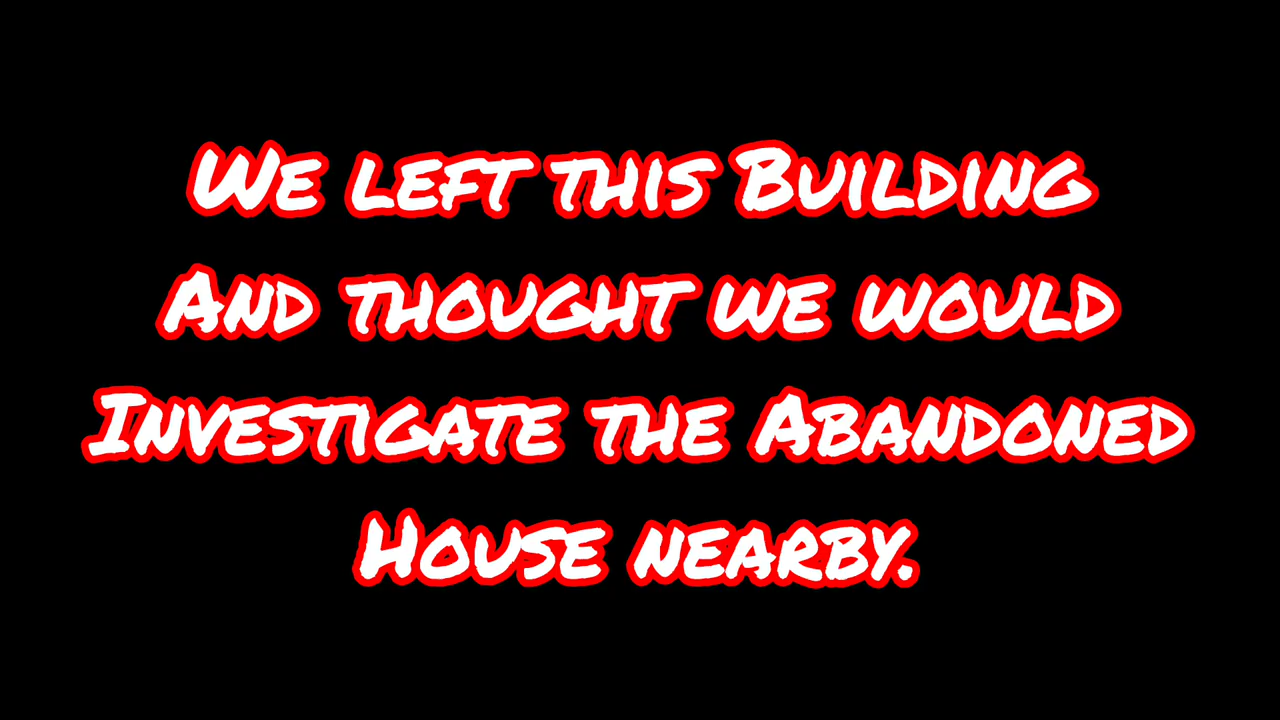 We left this Building
And thought we would
Investigate the Abandoned
House nearby.